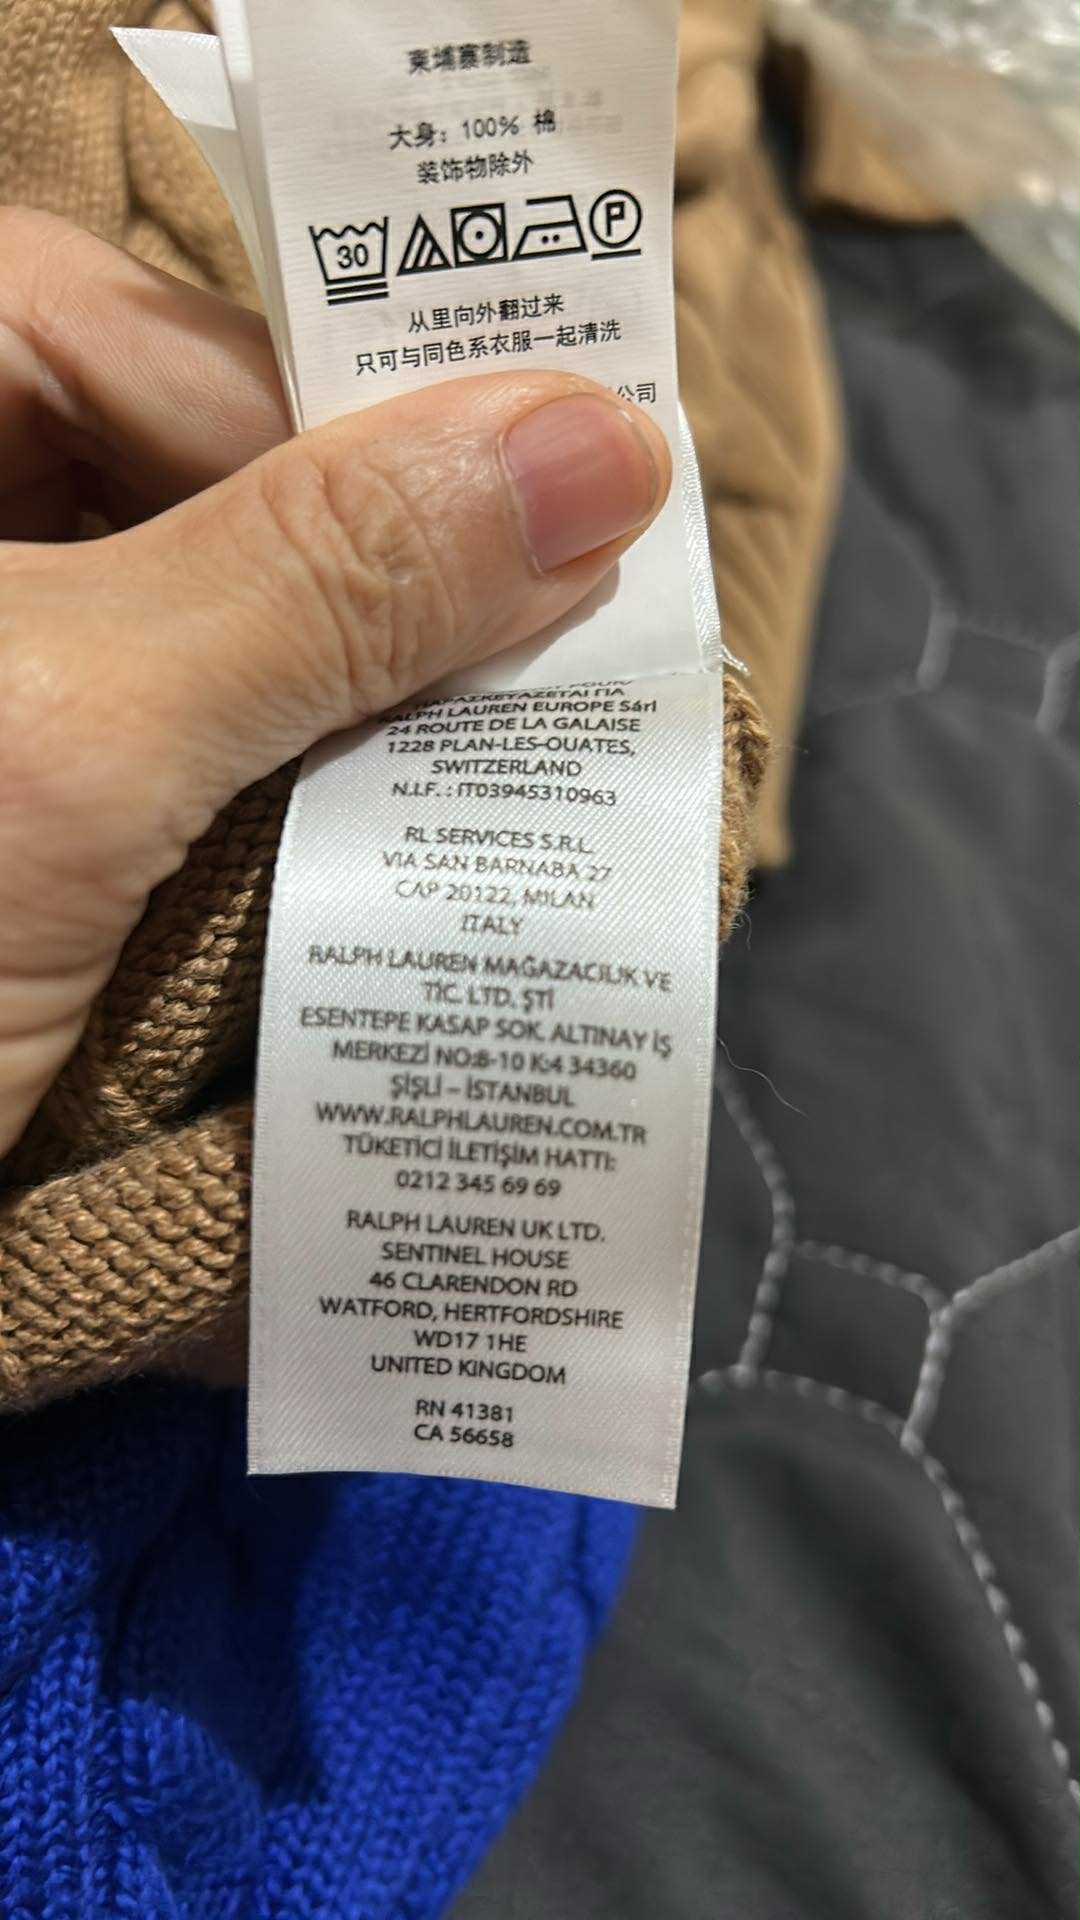 柬埔寨制造
大身：100% 棉
装饰物除外
30
P
从里向外翻过来
只可与同色系衣服一起清洗
公司
ΠΑΡΑΣΚΕΥΑΖΕΤΑΙ ΓΙΑ
RALPH LAUREN EUROPE Sárl
24 ROUTE DE LA GALAISE
1228 PLAN-LES-OUATES,
SWITZERLAND
N.I.F. : IT03945310963
RL SERVICES S.R.L.
VIA SAN BARNABA 27
CAP 20122, MILAN
ITALY
RALPH LAUREN MAĞAZACILIK VE
TİC. LTD. ŞTİ
ESENTEPE KASAP SOK. ALTINAY İŞ
MERKEZİ NO:8-10 K:4 34360
ŞİŞLİ – İSTANBUL
WWW.RALPHLAUREN.COM.TR
TÜKETİCİ İLETİŞİM HATTI:
0212 345 69 69
RALPH LAUREN UK LTD.
SENTINEL HOUSE
46 CLARENDON RD
WATFORD, HERTFORDSHIRE
WD17 1HE
UNITED KINGDOM
RN 41381
CA 56658